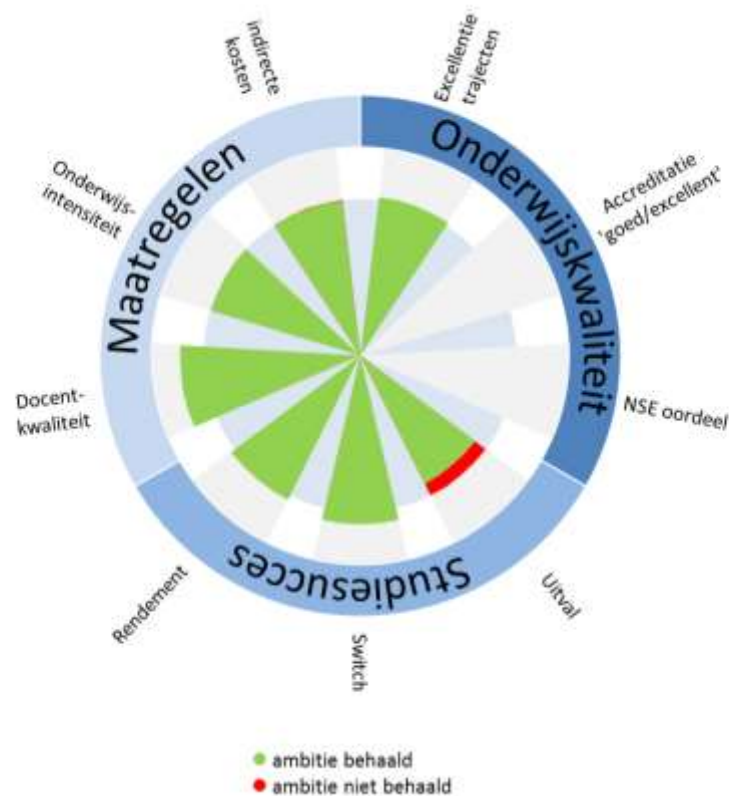 indirecte
kosten
Excellentie
trajecten
Onderwijs-
intensiteit
Maatregelen
Onderwijskwaliteit
Accreditatie
'goed/excellent'
Docent-
kwaliteit
NSE oordeel
Studiesucces
Rendement
Uitval
Switch
ambitie behaald
ambitie niet behaald